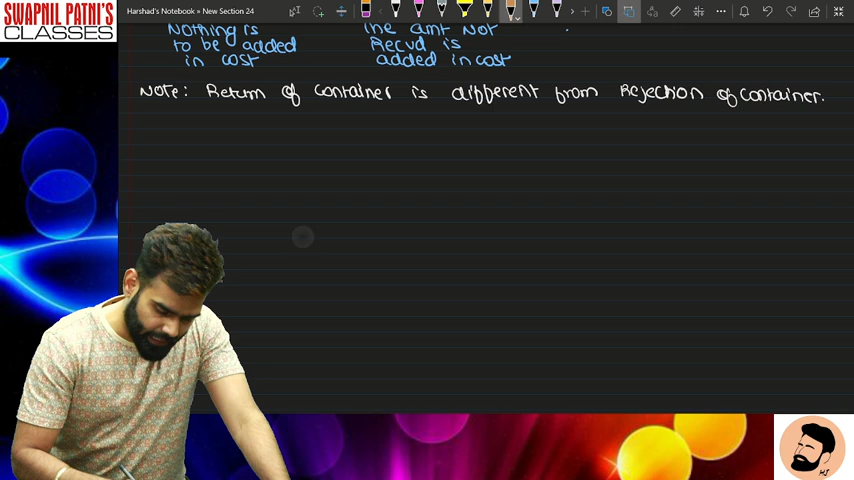 SWAPNIL PATNI'S
CLASSES
Harshad's Notebook » New Section 24
Nothing is
to be added
in cost
The amt Not
Recvd is
added in cost
Note: Return of container is different from Rejection of container.
HJ